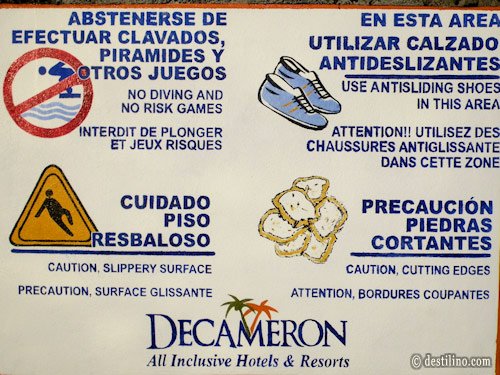 ABSTENERSE DE
EFECTUAR CLAVADOS,
PIRAMIDES Y
OTROS JUEGOS
NO DIVING AND
NO RISK GAMES
INTERDIT DE PLONGER
ET JEUX RISQUES
EN ESTA AREA
UTILIZAR CALZADO
ANTIDESLIZANTES
USE ANTISLIDING SHOES
IN THIS AREA
ATTENTION!! UTILISEZ DES
CHAUSSURES ANTIGLISSANTE
DANS CETTE ZONE
CUIDADO
PISO
RESBALOSO
CAUTION, SLIPPERY SURFACE
PRECAUTION, SURFACE GLISSANTE
PRECAUCIÓN
PIEDRAS
CORTANTES
CAUTION, CUTTING EDGES
ATTENTION, BORDURES COUPANTES
DECAMERON
All Inclusive Hotels & Resorts
© destilino.com